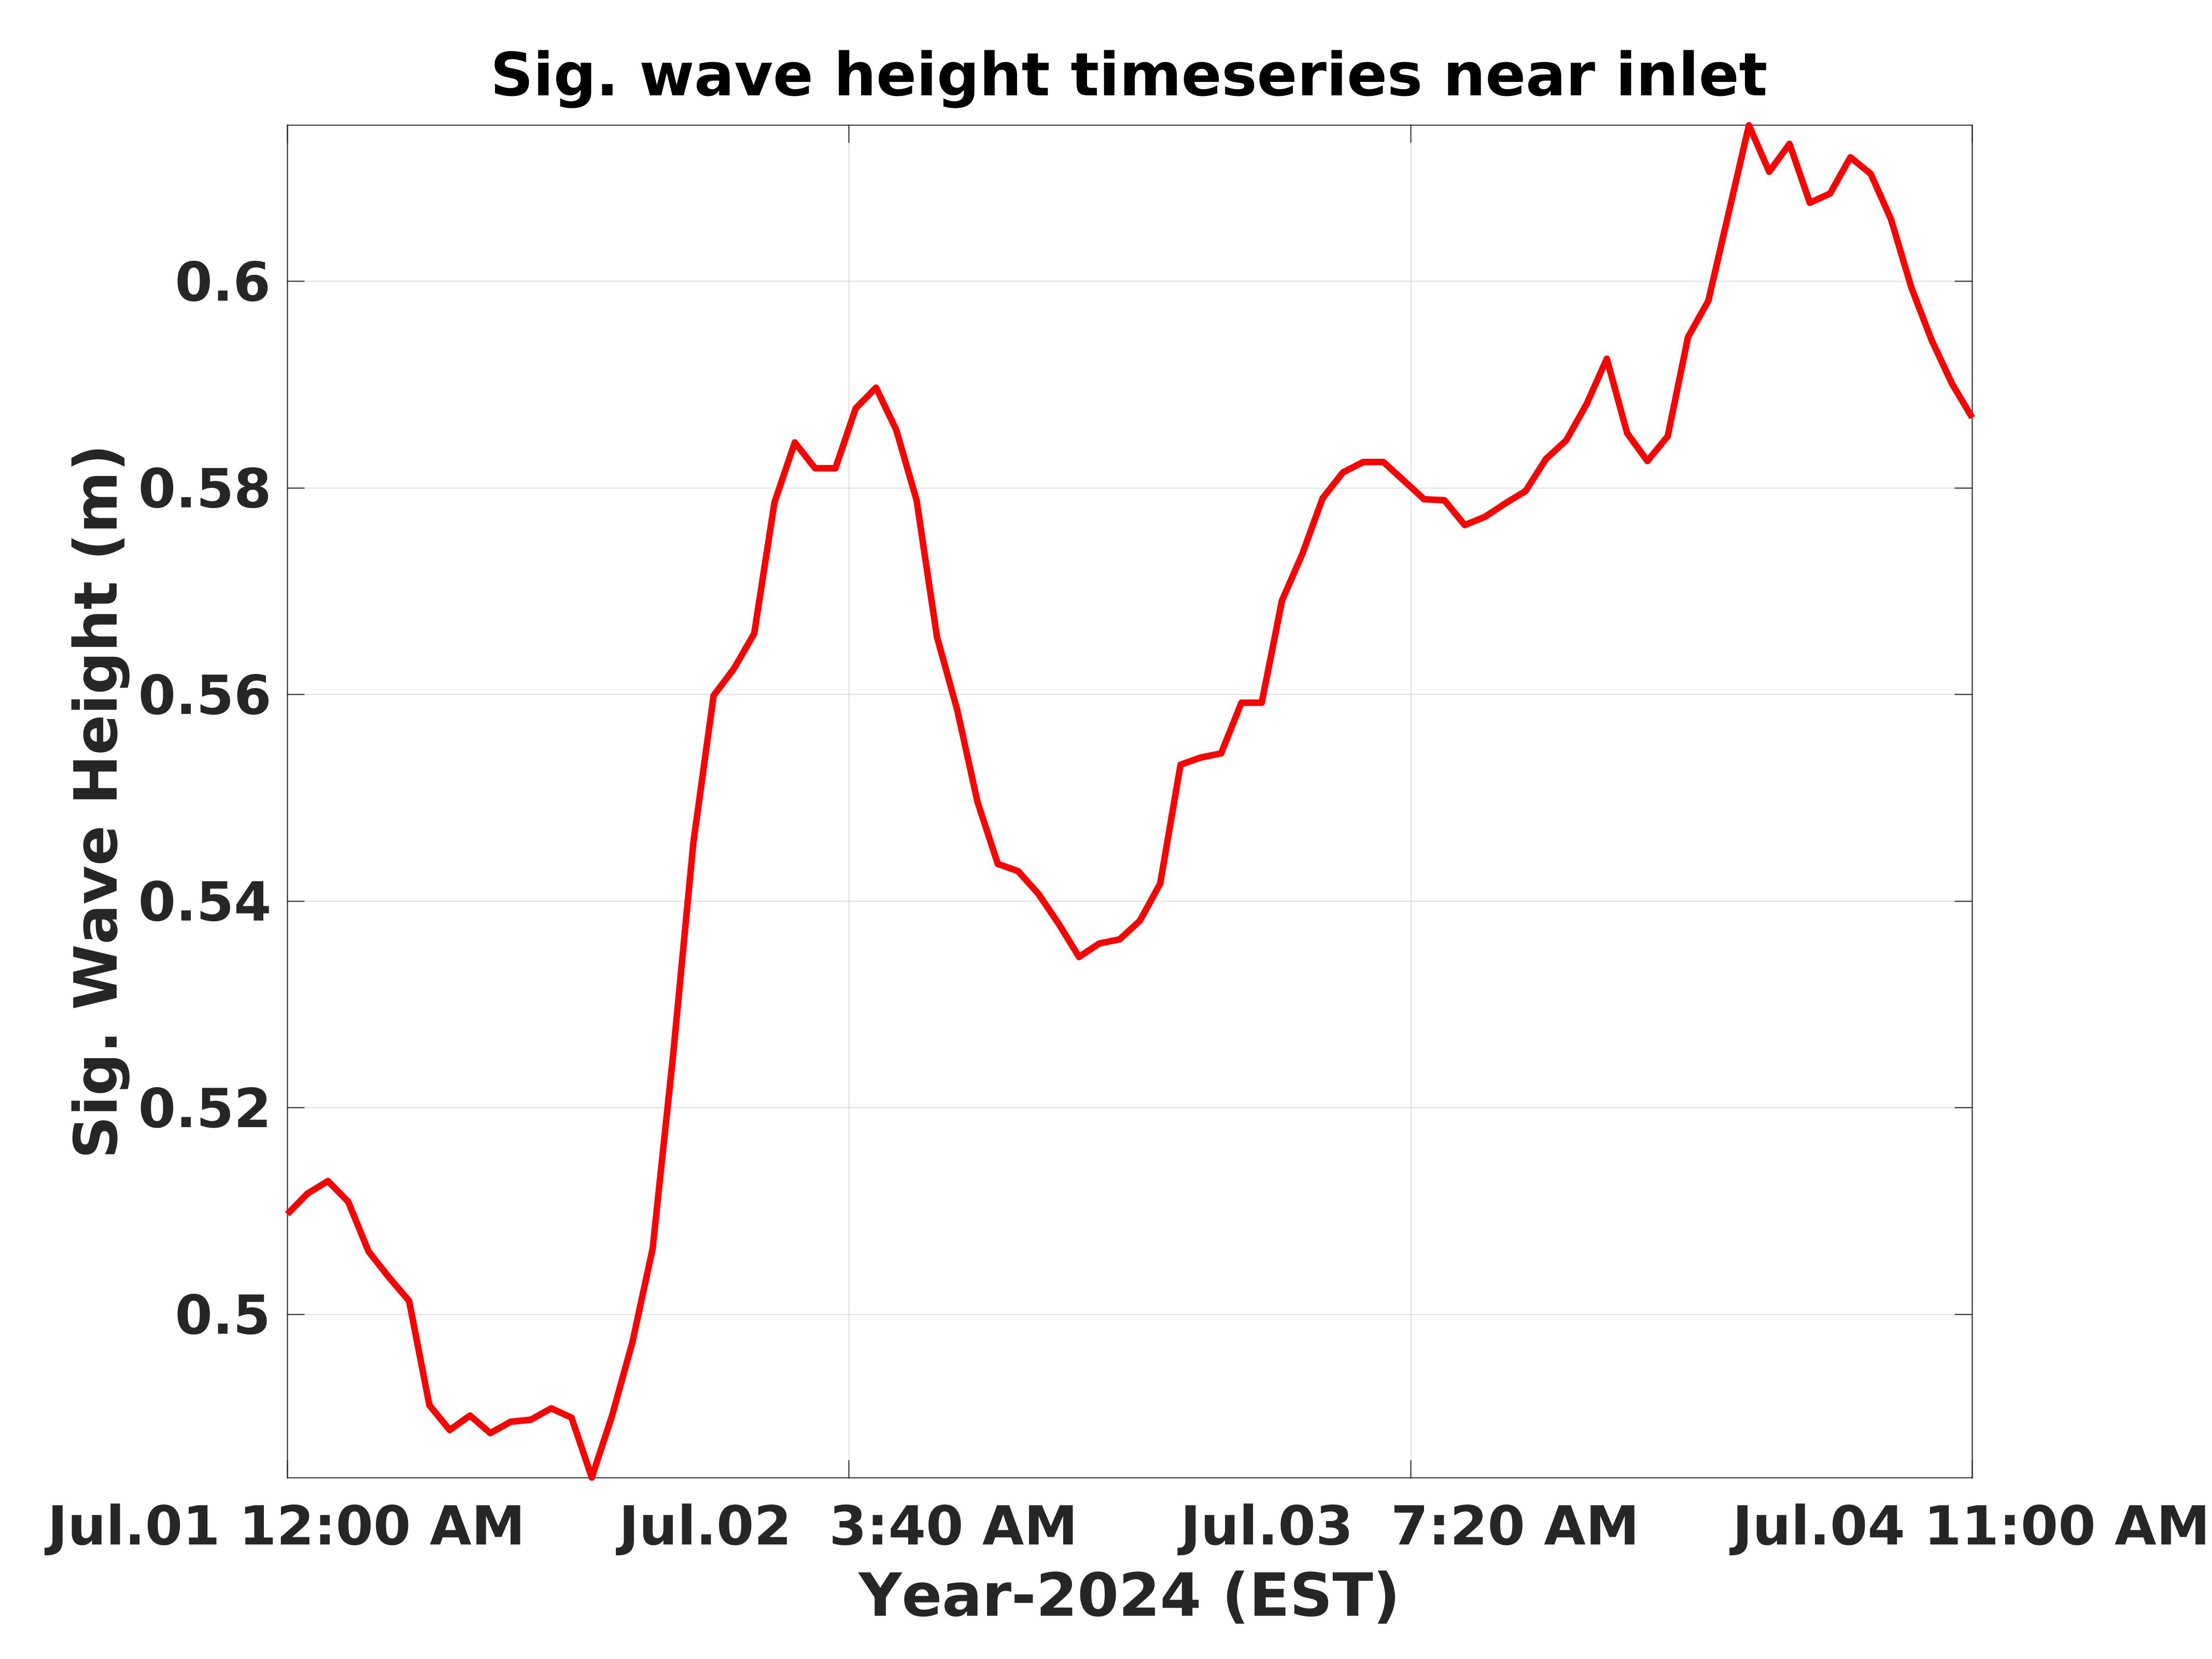 Sig. wave height timeseries near inlet
Sig. Wave Height (m)
0.6
0.58
0.56
0.54
0.52
0.5
Jul.01 12:00 AM
Jul.02  3:40 AM
Jul.03  7:20 AM
Jul.04 11:00 AM
Year-2024 (EST)